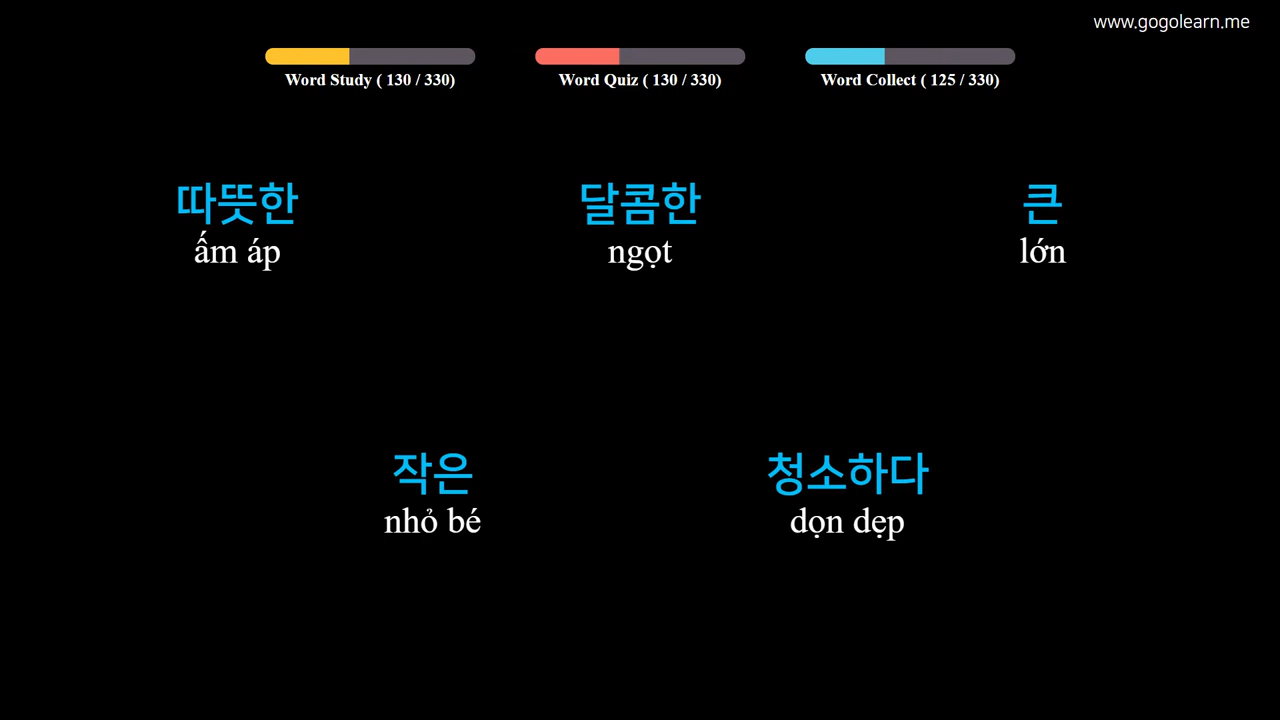 www.gogolearn.me
Word Study ( 130 / 330)
Word Quiz ( 130 / 330)
Word Collect ( 125 / 330)
따뜻한
ấm áp
달콤한
ngọt
큰
lớn
작은
nhỏ bé
청소하다
dọn dẹp